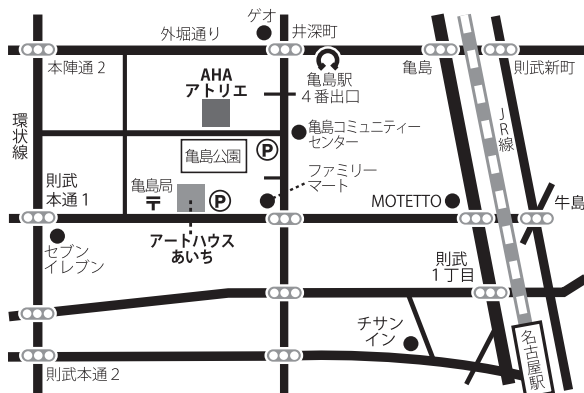 ゲオ
外堀通り
井深町
本陣通2
AHA
アトリエ
亀島駅
4番出口
亀島
則武新町
環状線
亀島コミュニティー
センター
JR線
亀島公園
P
ファミリー
マート
則武
本通1
亀島局
〒
P
MOTETTO
牛島
アートハウス
あいち
セブン
イレブン
則武
1丁目
チサン
イン
名古屋駅
則武本通2